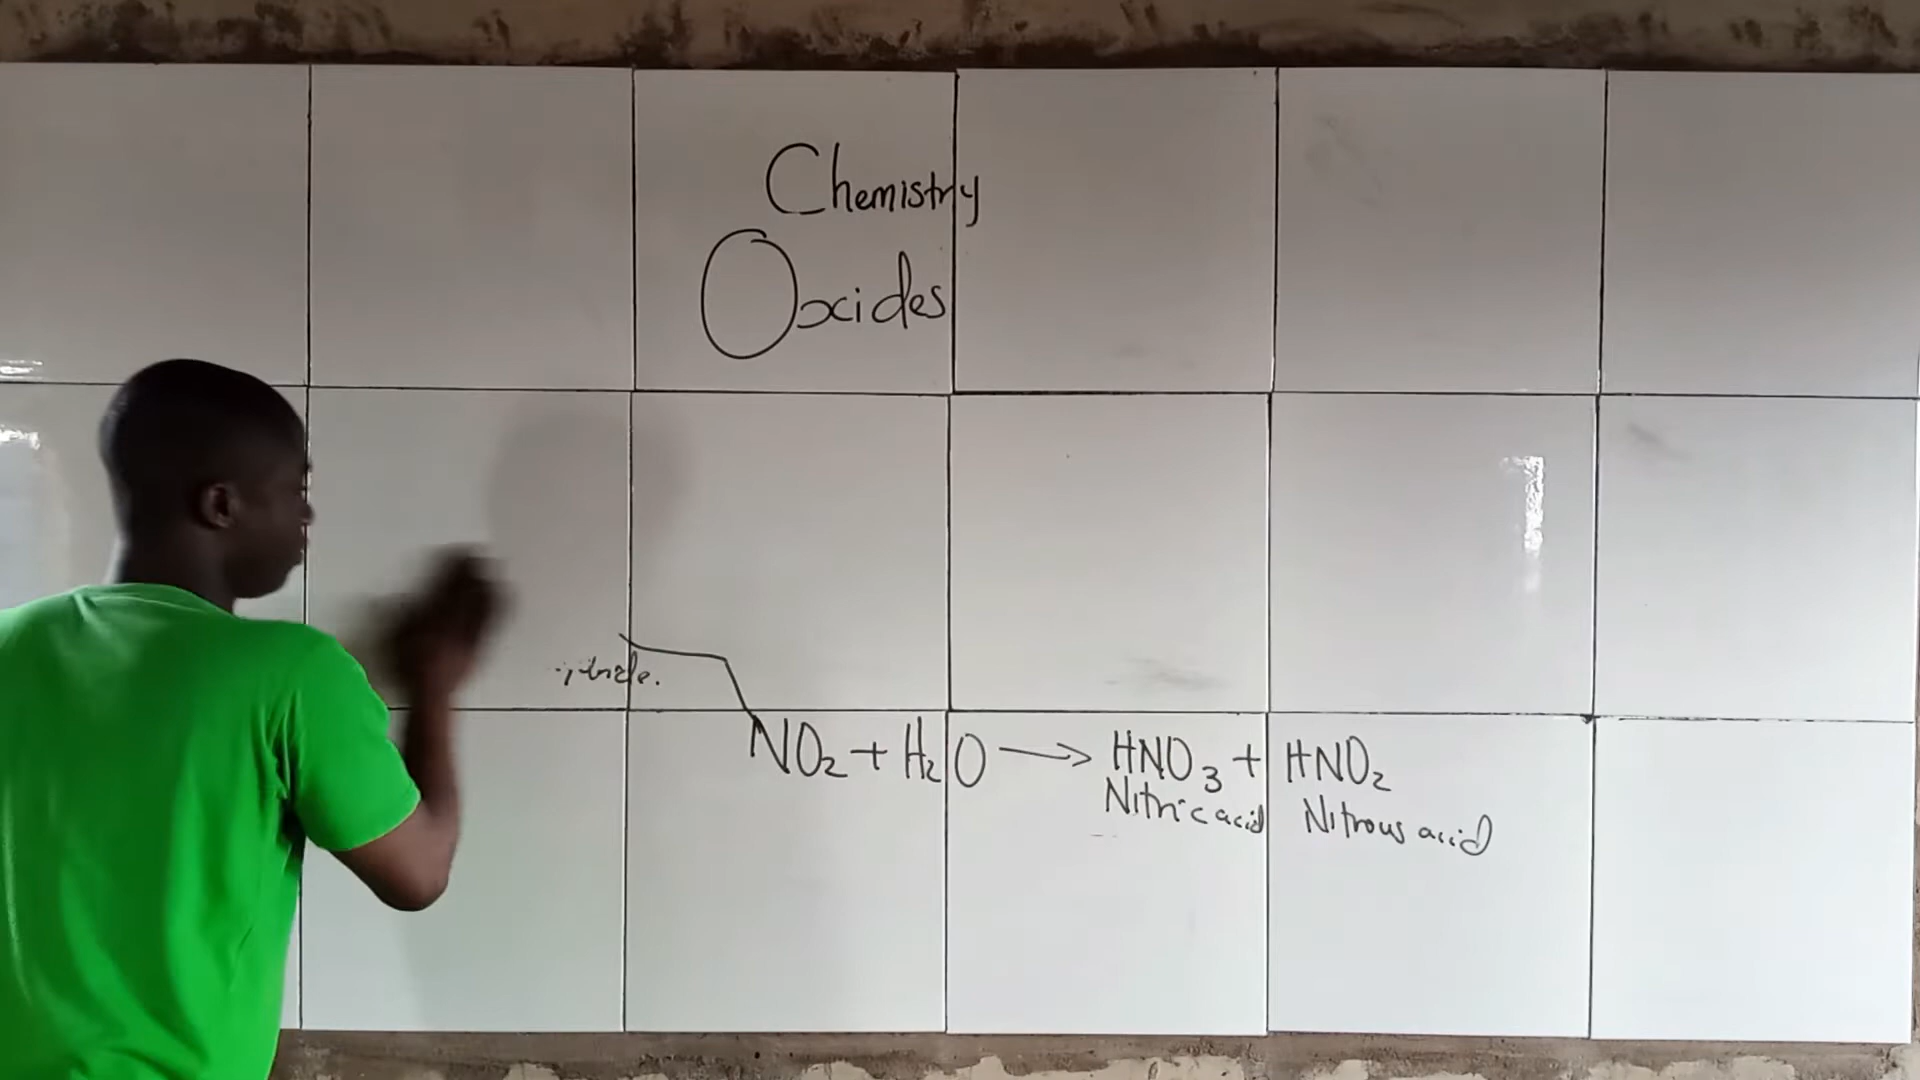 Chemistry
Oxides
NO₂ + H₂O → HNO₃ + HNO₂
Nitric acid Nitrous acid